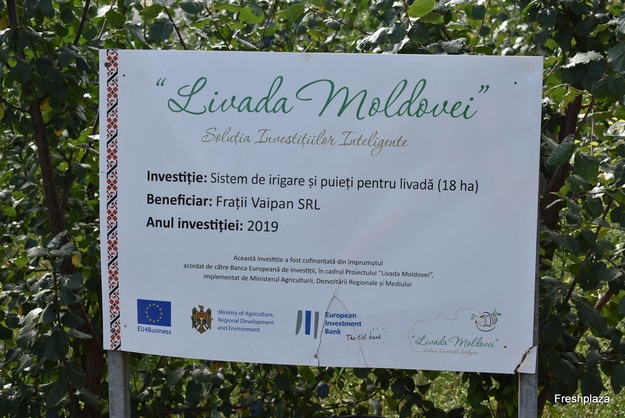 “Livada Moldovei”
Soluția Investițiilor Inteligente
Investiție: Sistem de irigare și puieți pentru livadă (18 ha)
Beneficiar: Frații Vaipan SRL
Anul investiției: 2019
Această investiție a fost cofinanțată din împrumutul
acordat de către Banca Europeană de Investiții, în cadrul Proiectului "Livada Moldovei",
implementat de Ministerul Agriculturii, Dezvoltării Regionale și Mediului
EU4Business
Ministry of Agriculture,
Regional Development
and Environment
European
Investment
Bank
The EU bank
"Livada Moldovei"
Soluția Investițiilor Inteligente
Freshplaza